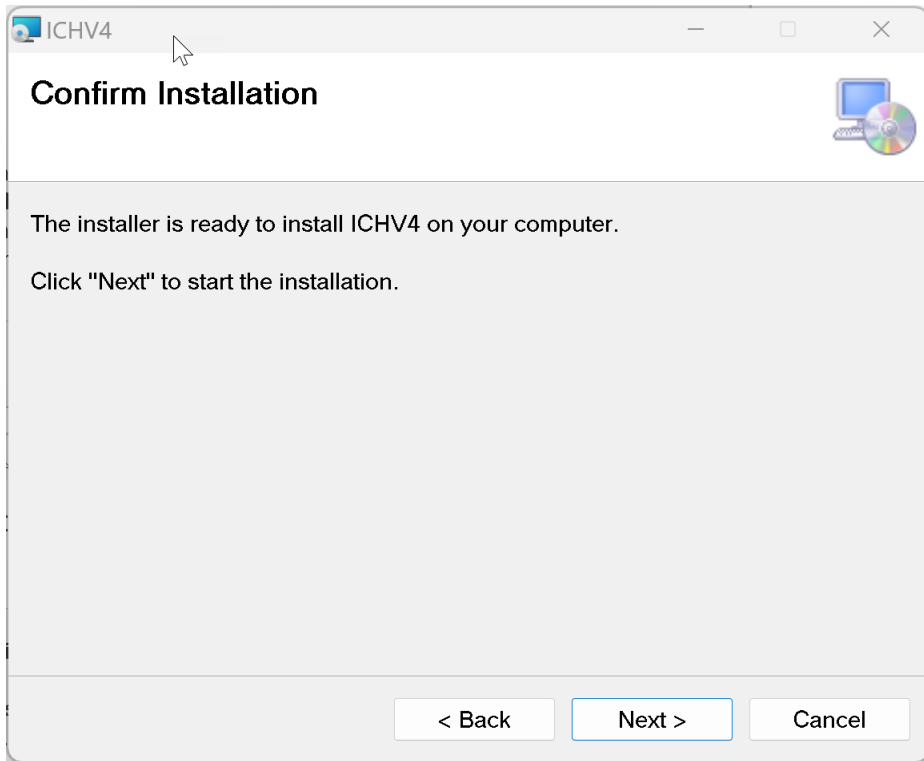 ICHV4
Confirm Installation
The installer is ready to install ICHV4 on your computer.
Click "Next" to start the installation.
< Back
Next >
Cancel